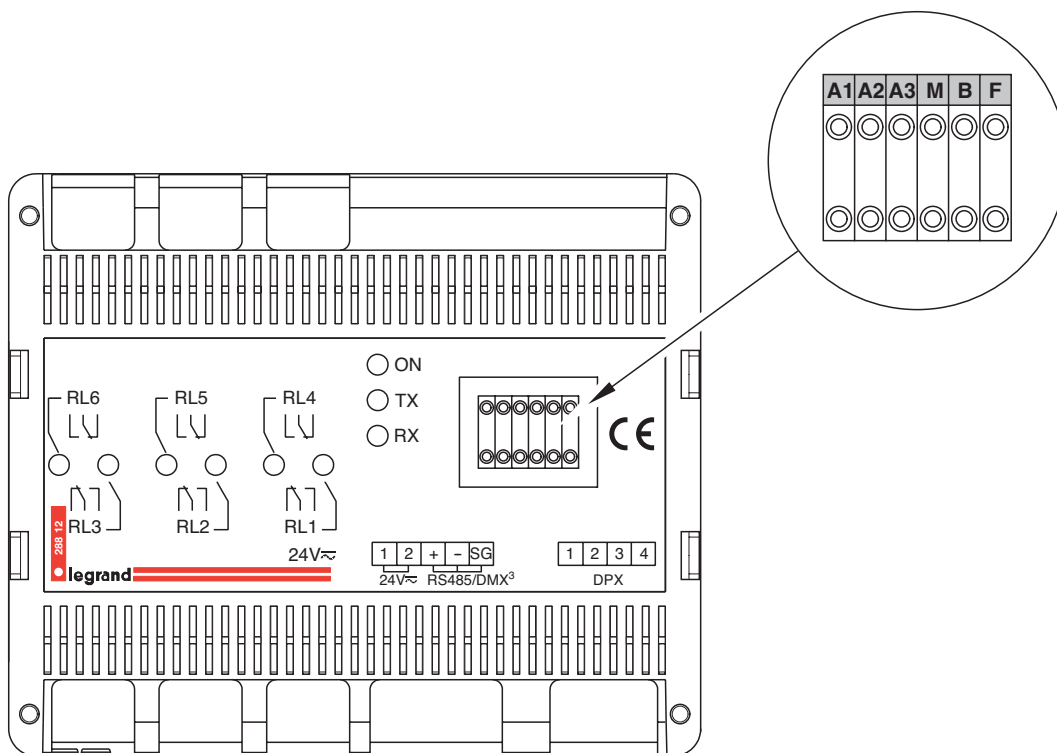 A1 A2 A3 M B F
ON
TX
RX
RL6 RL5 RL4
RL3 RL2 RL1
CE
288 12
legrand
24V⎓
1 2 + – SG
24V⎓ RS485/DMX³
1 2 3 4
DPX